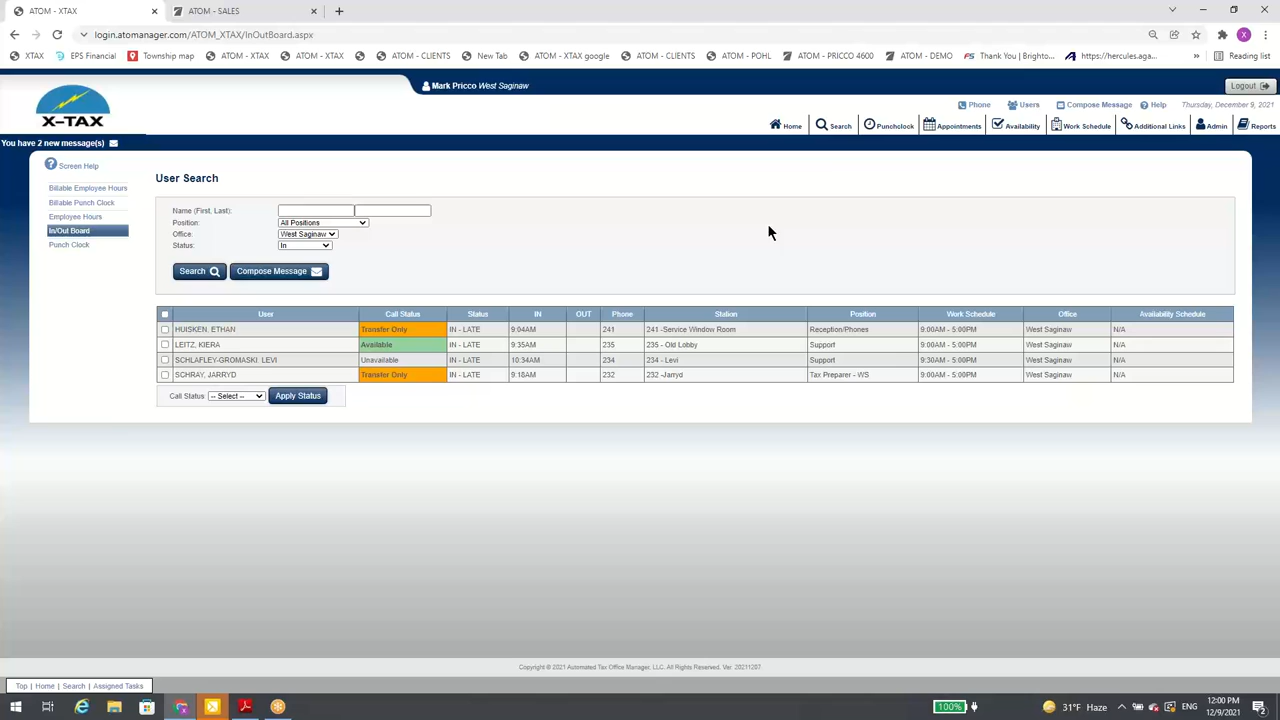 ATOM - XTAX
ATOM - SALES
login.atomanager.com/ATOM_XTAX/InOutBoard.aspx
XTAX
EPS Financial
Township map
ATOM - XTAX
ATOM - XTAX
ATOM - CLIENTS
New Tab
ATOM - XTAX google
ATOM - CLIENTS
ATOM - POHL
ATOM - PRICCO 4600
ATOM - DEMO
Thank You | Brighto...
https://hercules.aga...
Reading list
X-TAX
Mark Pricco West Saginaw
Logout
Phone Users Compose Message Help Thursday, December 9, 2021
Home Search Punchclock Appointments Availability Work Schedule Additional Links Admin Reports
You have 2 new message(s)
Screen Help
Billable Employee Hours
Billable Punch Clock
Employee Hours
In/Out Board
Punch Clock
User Search
Name (First, Last):
Position: All Positions
Office: West Saginaw
Status: In
Search Compose Message
User Call Status Status IN OUT Phone Station Position Work Schedule Office Availability Schedule
HUISKEN, ETHAN Transfer Only IN - LATE 9:04AM 241 241 -Service Window Room Reception/Phones 9:00AM - 5:00PM West Saginaw N/A
LEITZ, KIERA Available IN - LATE 9:35AM 235 235 - Old Lobby Support 9:00AM - 5:00PM West Saginaw N/A
SCHLAFLEY-GROMASKI LEVI Unavailable IN - LATE 10:34AM 234 234 - Levi Support 9:30AM - 5:00PM West Saginaw N/A
SCHRAY, JARRYD Transfer Only IN - LATE 9:18AM 232 232 -Jarryd Tax Preparer - WS 9:00AM - 5:00PM West Saginaw N/A
Call Status: -- Select -- Apply Status
Copyright © 2021 Automated Tax Office Manager, LLC. All Rights Reserved. Ver: 20211207.
Top | Home | Search | Assigned Tasks
100%
31°F Haze
ENG
12:00 PM
12/9/2021
2